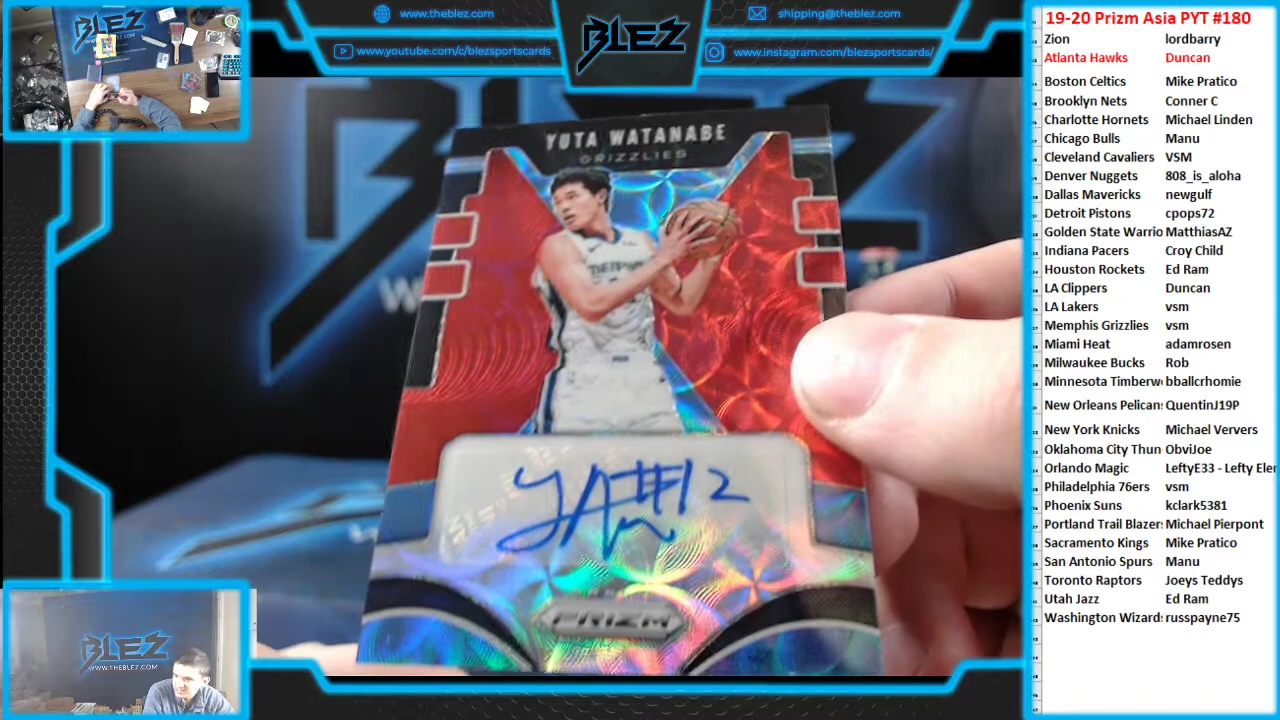 BLEZ
www.theblez.com
www.youtube.com/c/blezsportscards
BLEZ
shipping@theblez.com
www.instagram.com/blezsportscards/
YUTA WATANABE
GRIZZLIES
#12
PRIZM
BLEZ
WWW.THEBLEZ.COM
19-20 Prizm Asia PYT #180
Zion lordbarry
Atlanta Hawks Duncan
Boston Celtics Mike Pratico
Brooklyn Nets Conner C
Charlotte Hornets Michael Linden
Chicago Bulls Manu
Cleveland Cavaliers VSM
Denver Nuggets 808_is_aloha
Dallas Mavericks newgulf
Detroit Pistons cpops72
Golden State Warrio MatthiasAZ
Indiana Pacers Croy Child
Houston Rockets Ed Ram
LA Clippers Duncan
LA Lakers vsm
Memphis Grizzlies vsm
Miami Heat adamrosen
Milwaukee Bucks Rob
Minnesota Timberw bballcrhomie
New Orleans Pelican QuentinJ19P
New York Knicks Michael Ververs
Oklahoma City Thun ObviJoe
Orlando Magic LeftyE33 - Lefty Eler
Philadelphia 76ers vsm
Phoenix Suns kclark5381
Portland Trail Blazer Michael Pierpont
Sacramento Kings Mike Pratico
San Antonio Spurs Manu
Toronto Raptors Joeys Teddys
Utah Jazz Ed Ram
Washington Wizard russpayne75